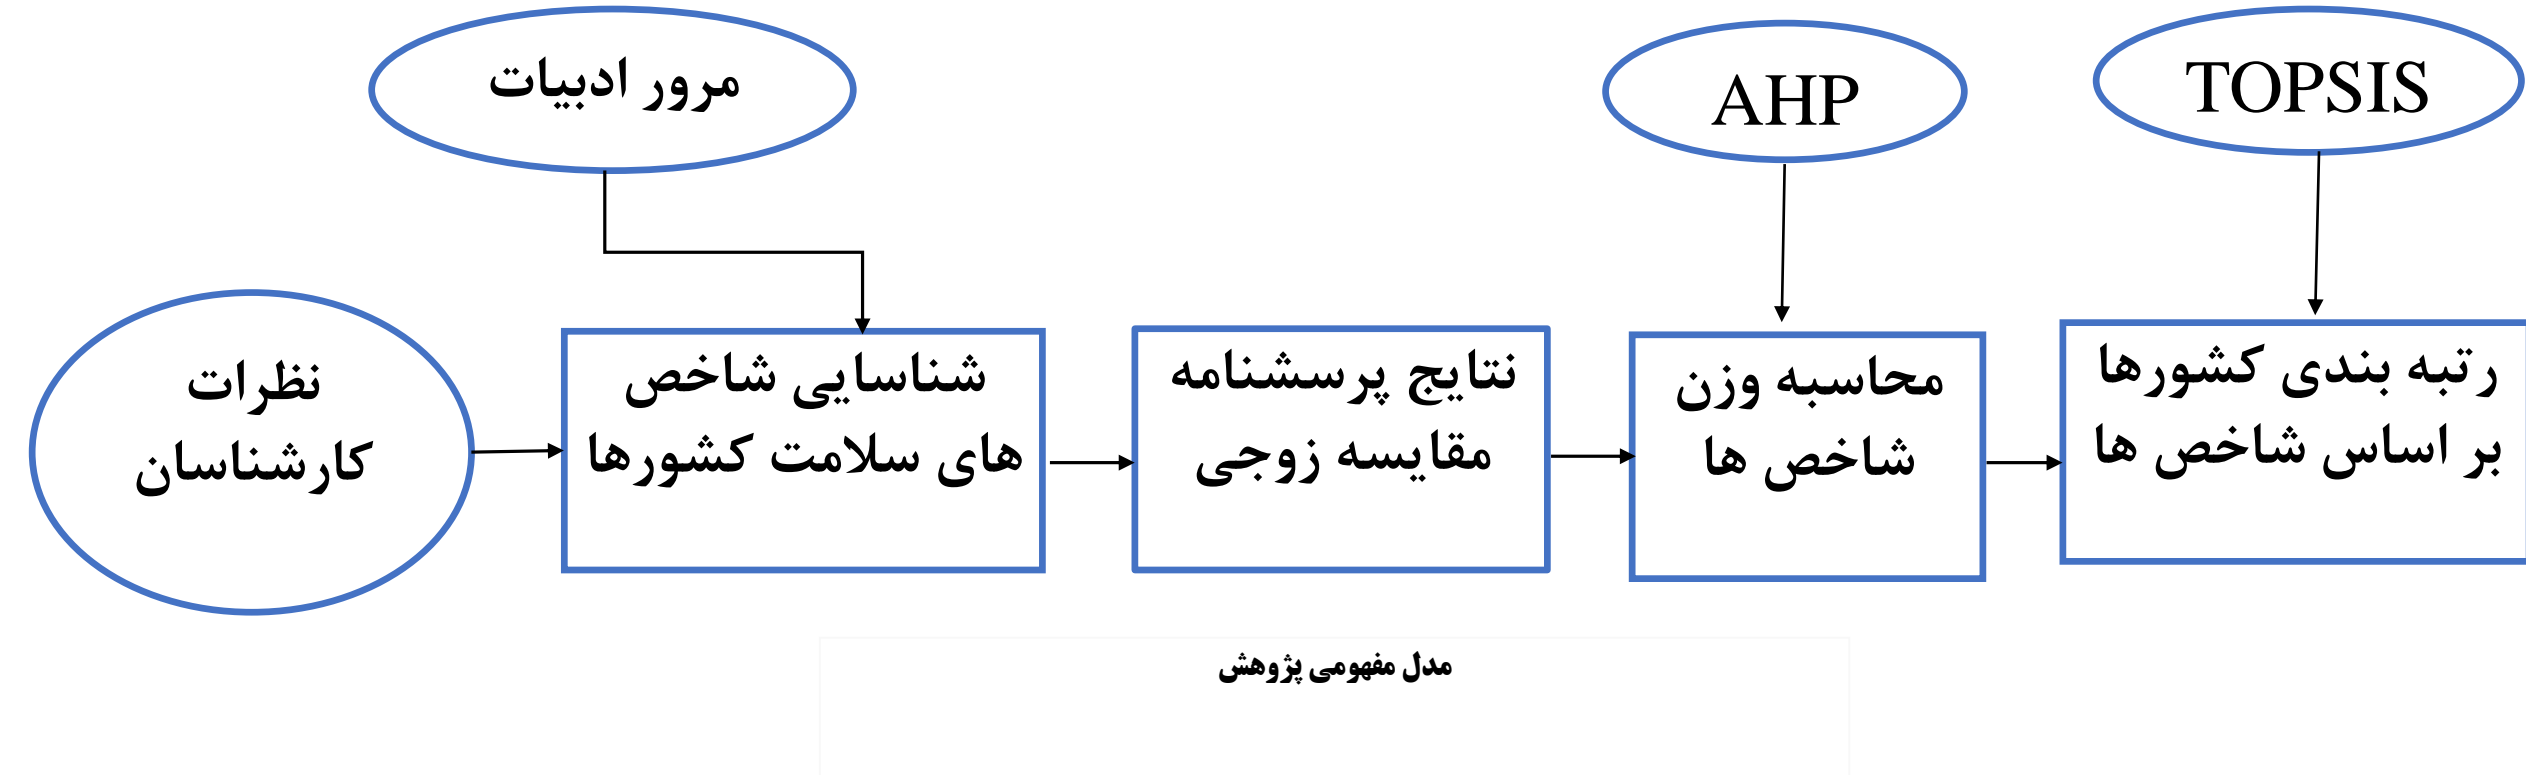 مرور ادبیات
AHP
TOPSIS
نظرات
کارشناسان
شناسایی شاخص
های سلامت کشورها
نتایج پرسشنامه
مقایسه زوجی
محاسبه وزن
شاخص ها
رتبه بندی کشورها
بر اساس شاخص ها
مدل مفهومی پژوهش